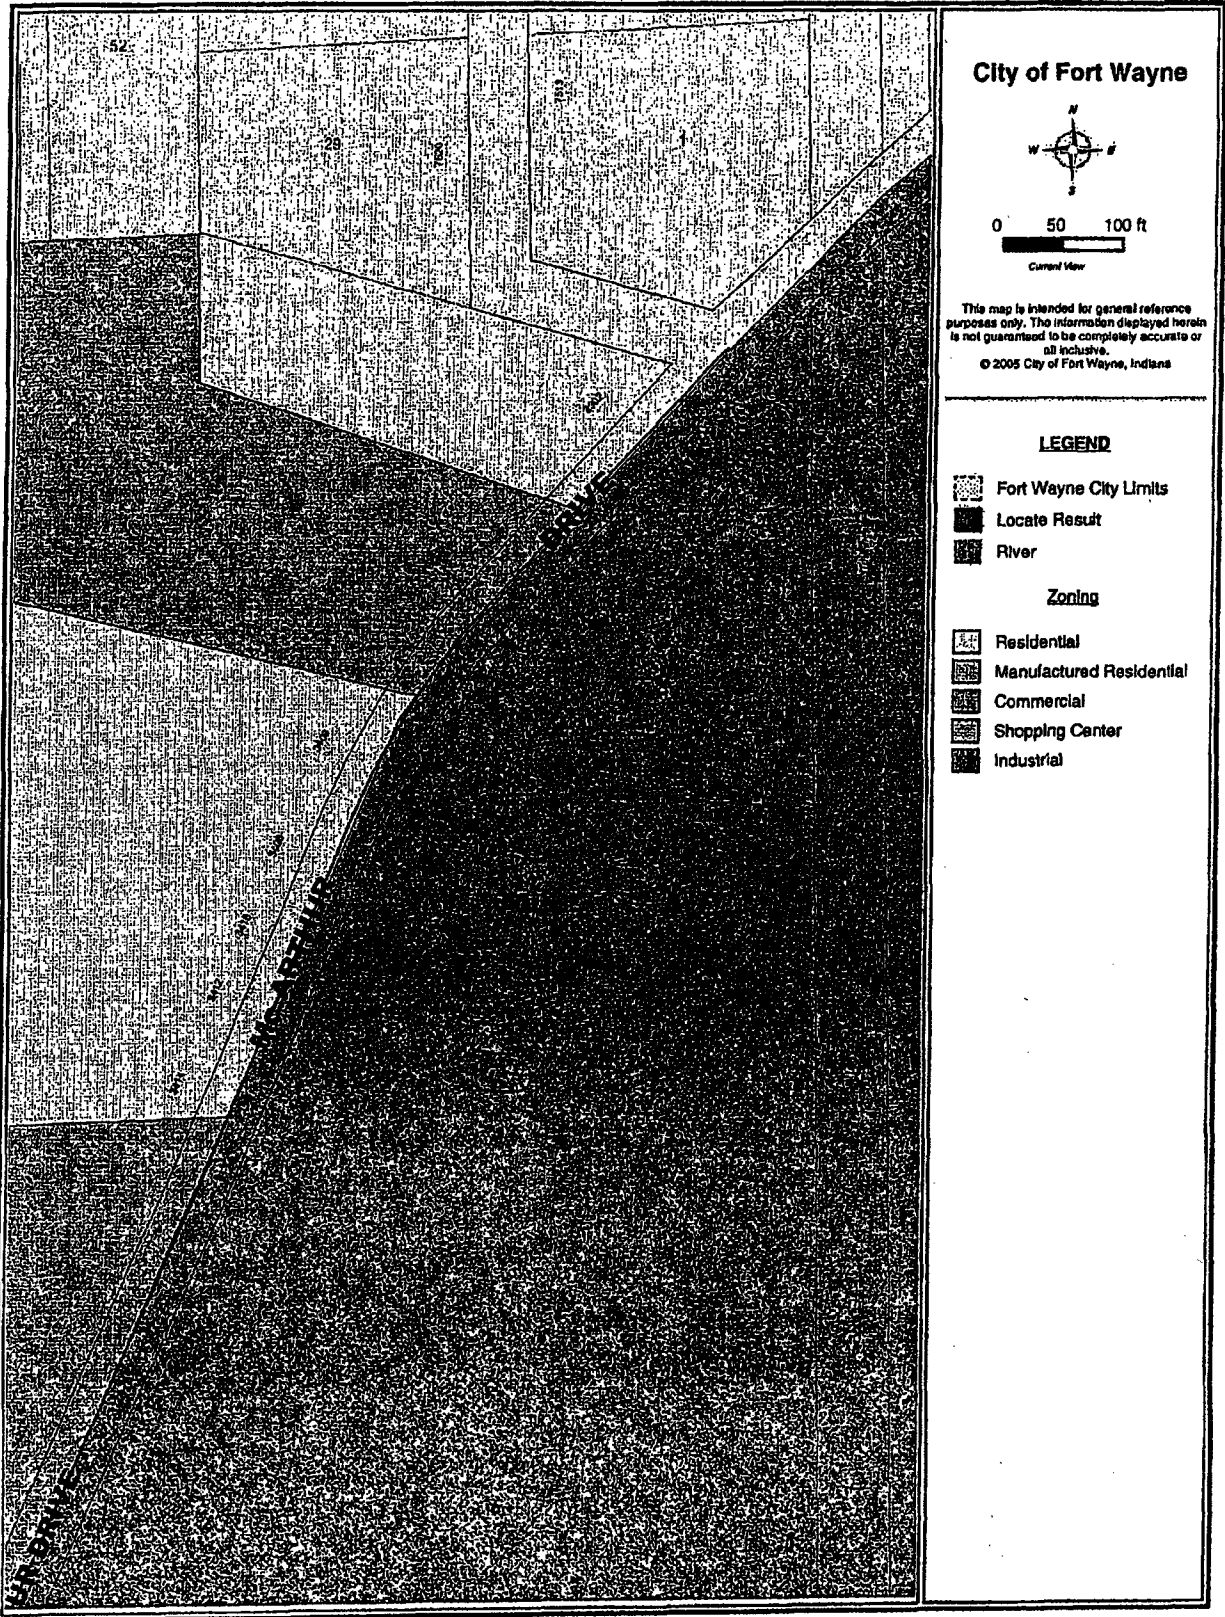 52
29
1
DRIVE
McARTHUR
UR DRIVE
City of Fort Wayne
N
W
S
0 50 100 ft
Current View
This map is intended for general reference
purposes only. The information displayed herein
is not guaranteed to be completely accurate or
all inclusive.
© 2005 City of Fort Wayne, Indiana
LEGEND
Fort Wayne City Limits
Locate Result
River
Zoning
Residential
Manufactured Residential
Commercial
Shopping Center
Industrial